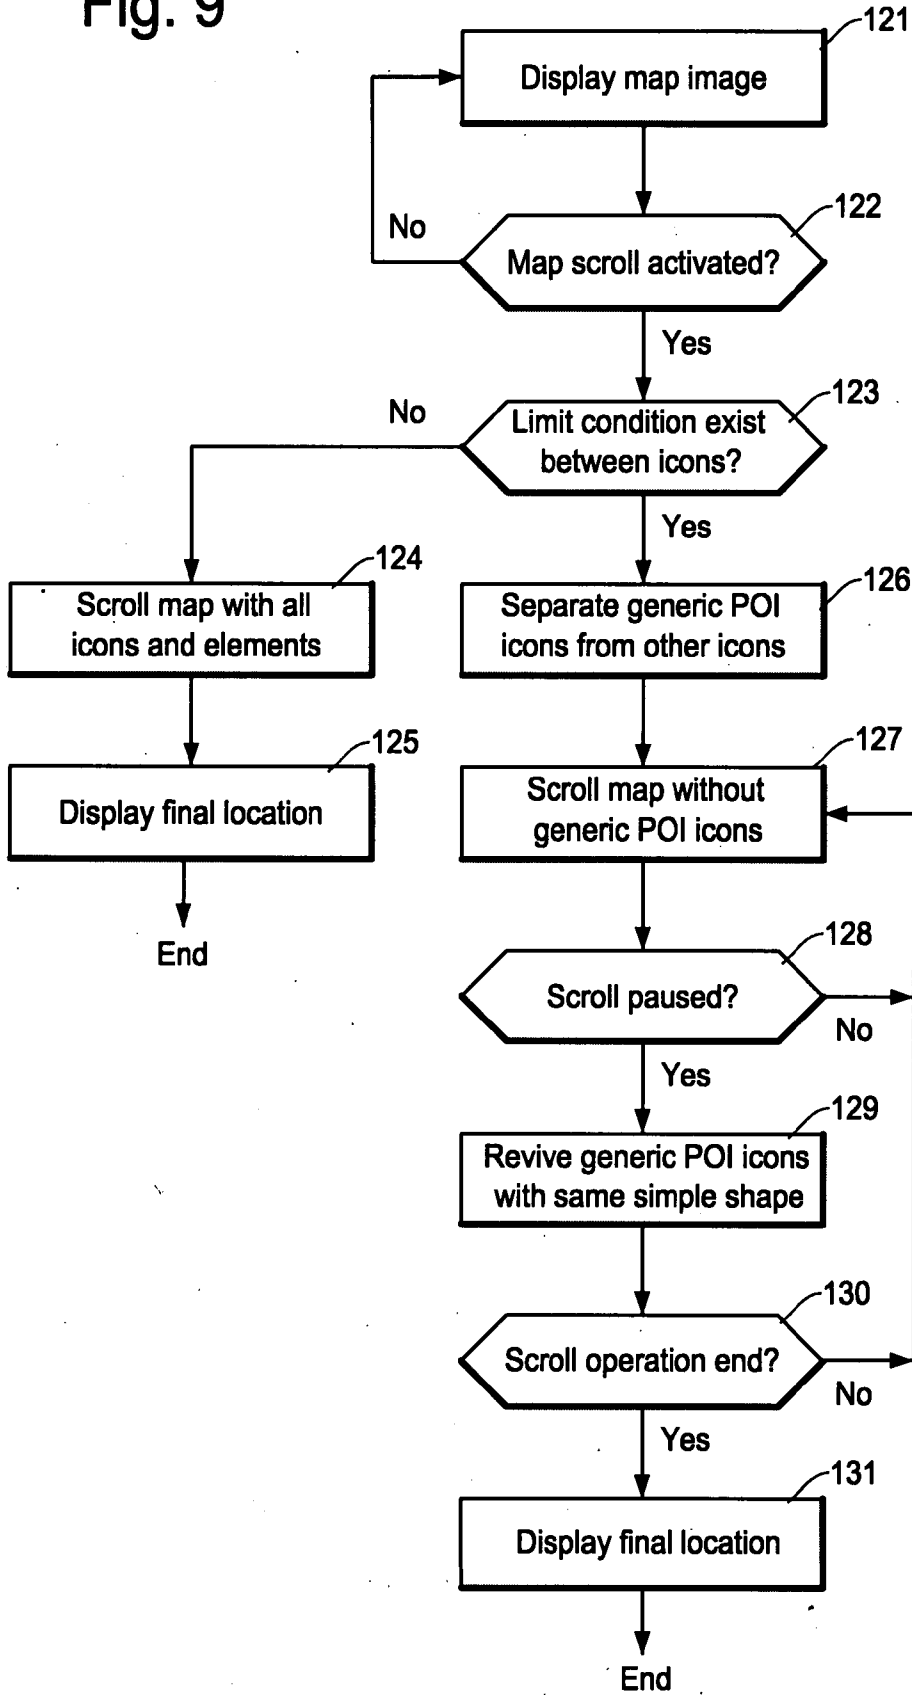 Fig. 9
121
Display map image
122
No
Map scroll activated?
Yes
123
No
Limit condition exist
between icons?
Yes
124
Scroll map with all
icons and elements
126
Separate generic POI
icons from other icons
125
Display final location
127
Scroll map without
generic POI icons
End
128
Scroll paused?
No
Yes
129
Revive generic POI icons
with same simple shape
130
Scroll operation end?
No
Yes
131
Display final location
End